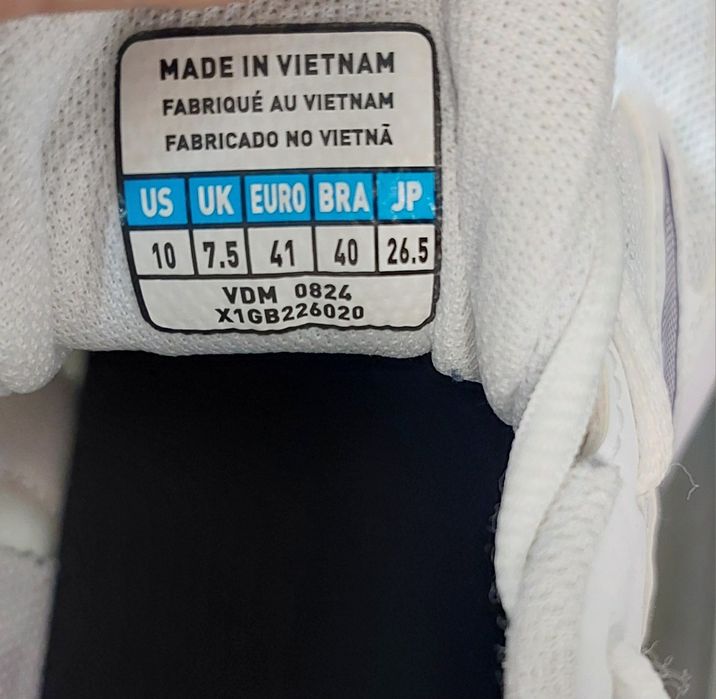 MADE IN VIETNAM
FABRIQUÉ AU VIETNAM
FABRICADO NO VIETNÃ
US UK EURO BRA JP
10 7.5 41 40 26.5
VDM 0824
X1GB226020